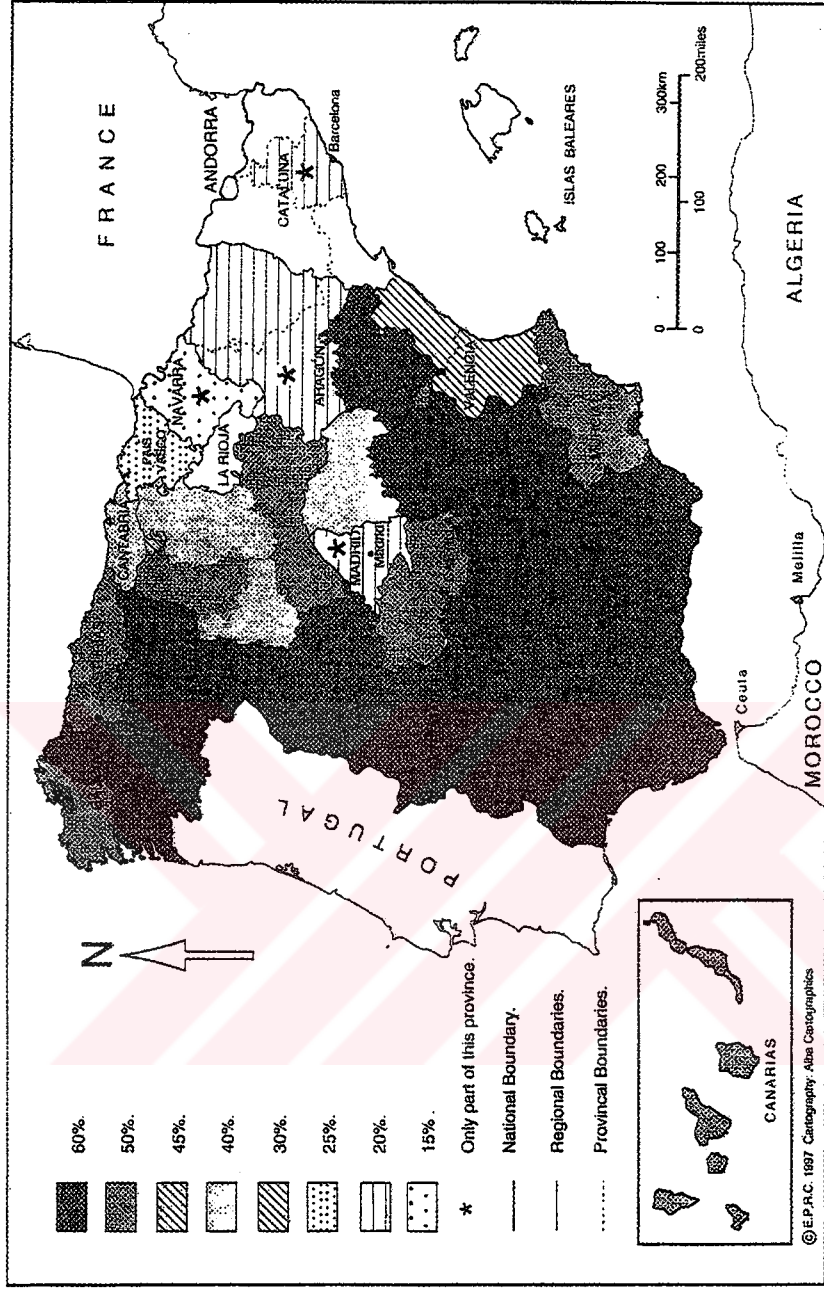 FRANCE
ANDORRA
CATALUNA
Barcelona
PAIS
VASCO
NAVARRA
LA RIOJA
ARAGON
CANTABRIA
MADRID
Madrid
VALENCIA
MURCIA
ISLAS BALEARES
PORTUGAL
ALGERIA
MOROCCO
Ceuta
Melilla
0 100 200 300km
0 100 200miles
N
60%.
50%.
45%.
40%.
30%.
25%.
20%.
15%.
* Only part of this province.
National Boundary.
Regional Boundaries.
Provincal Boundaries.
CANARIAS
©E.P.R.C. 1997 Cartography: Alba Cartographics